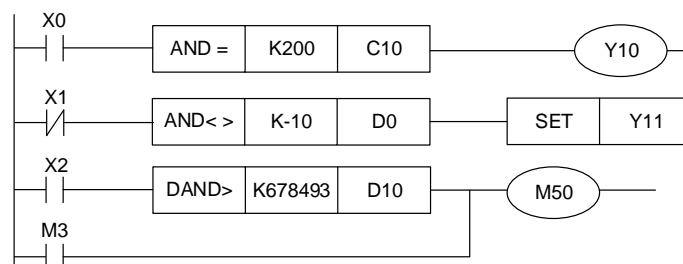 X0
AND = K200 C10 Y10
X1
AND< > K-10 D0 SET Y11
X2
DAND> K678493 D10 M50
M3